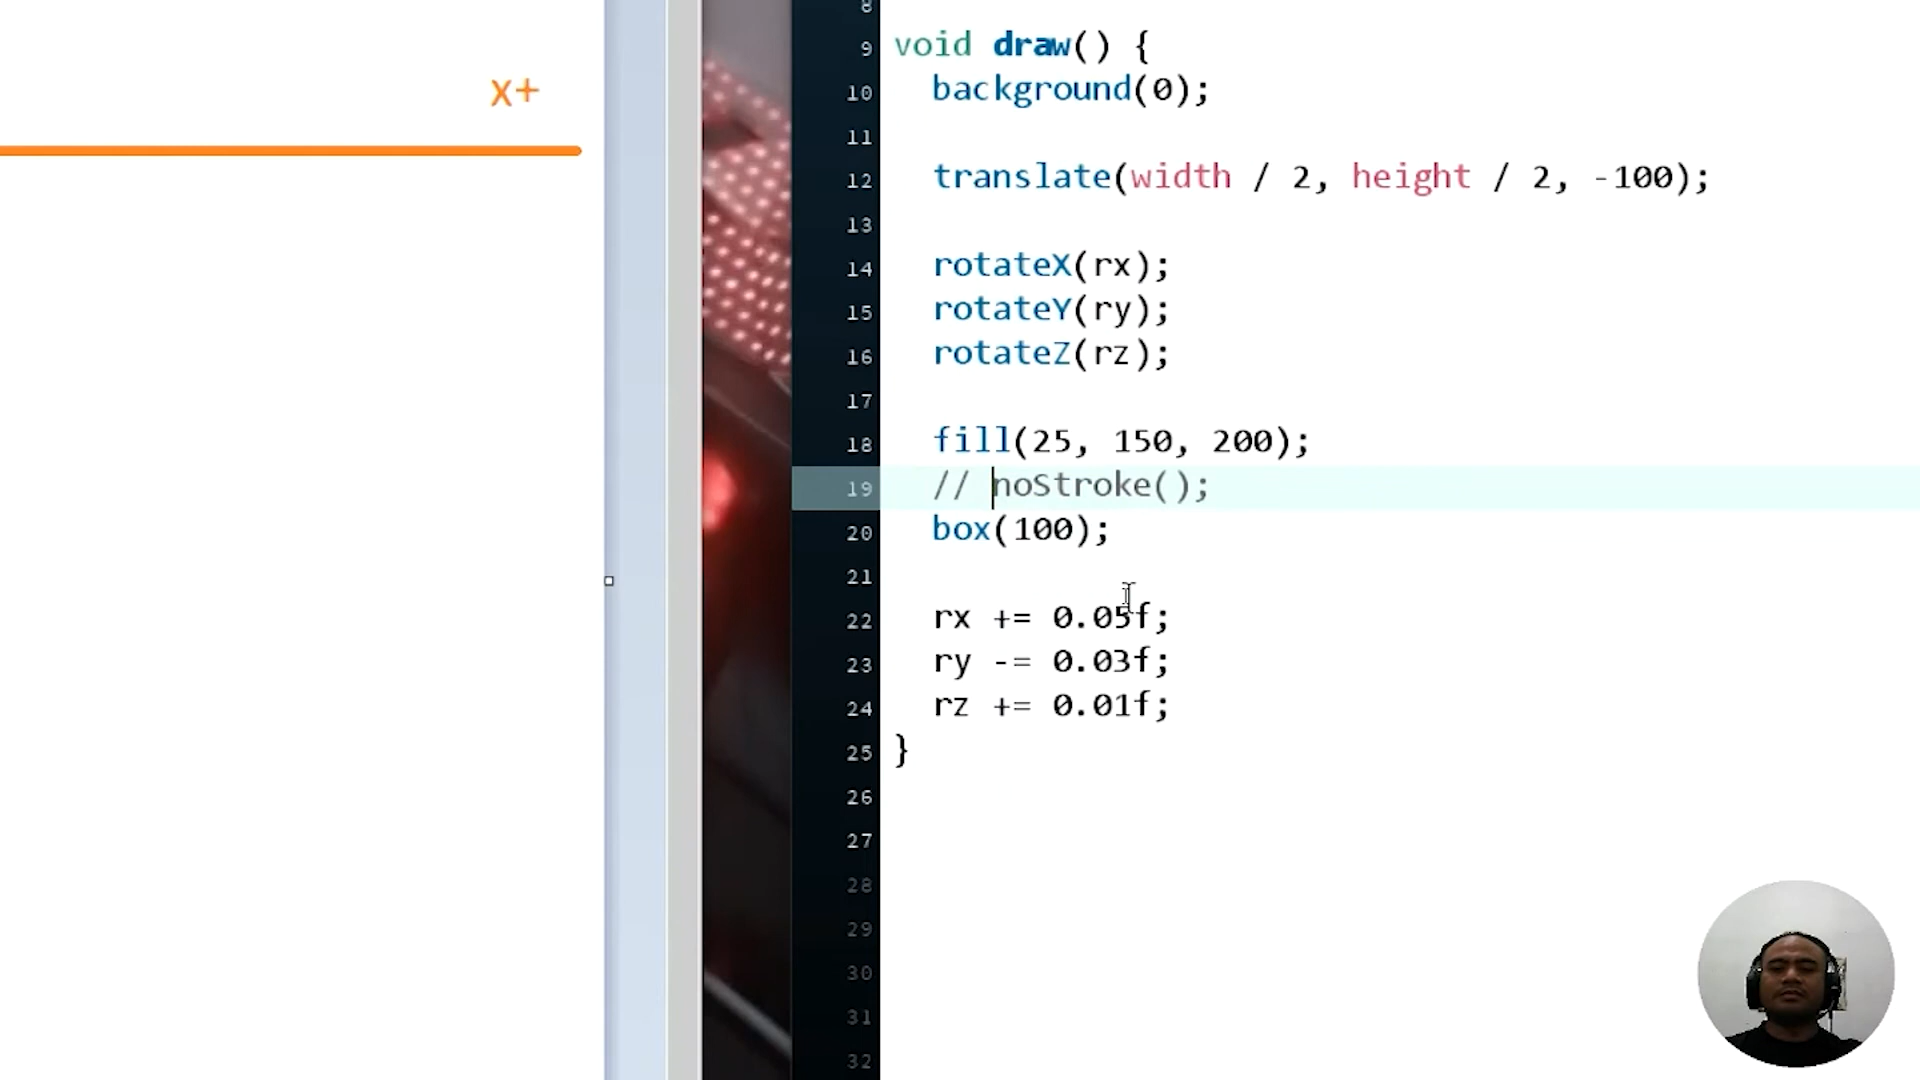 x+
8
9 void draw() {
10 background(0);
11
12 translate(width / 2, height / 2, -100);
13
14 rotateX(rx);
15 rotateY(ry);
16 rotateZ(rz);
17
18 fill(25, 150, 200);
19 // noStroke();
20 box(100);
21
22 rx += 0.05f;
23 ry -= 0.03f;
24 rz += 0.01f;
25 }
26
27
28
29
30
31
32